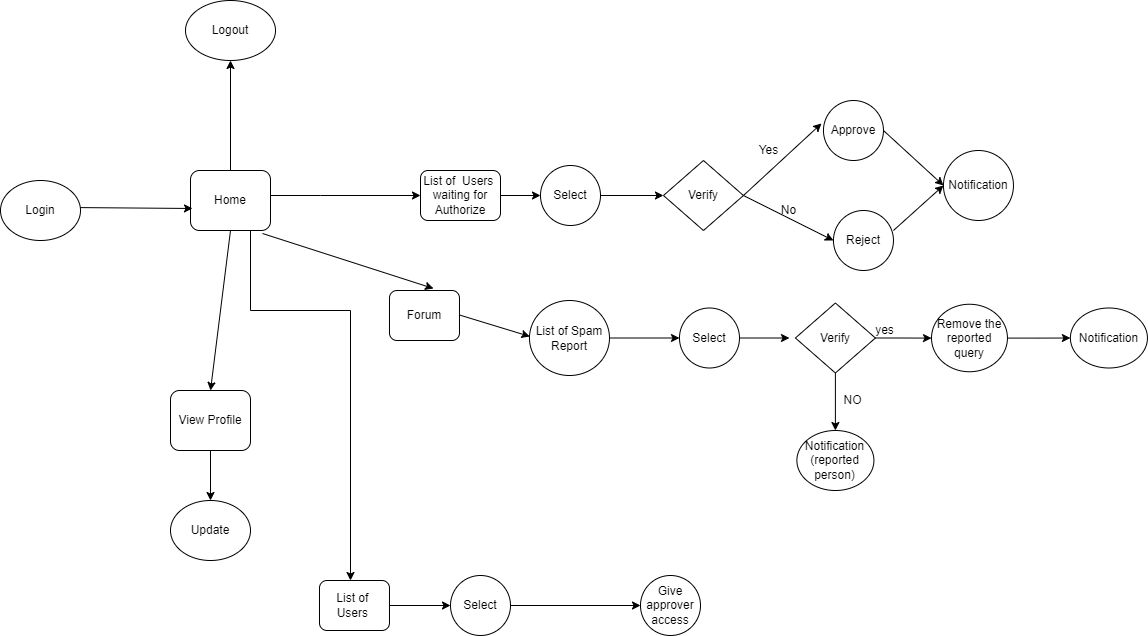 Logout
Login
Home
List of Users
waiting for
Authorize
Select
Verify
Yes
No
Approve
Reject
Notification
Forum
List of Spam
Report
Select
Verify
yes
NO
Remove the
reported
query
Notification
Notification
(reported
person)
View Profile
Update
List of
Users
Select
Give
approver
access